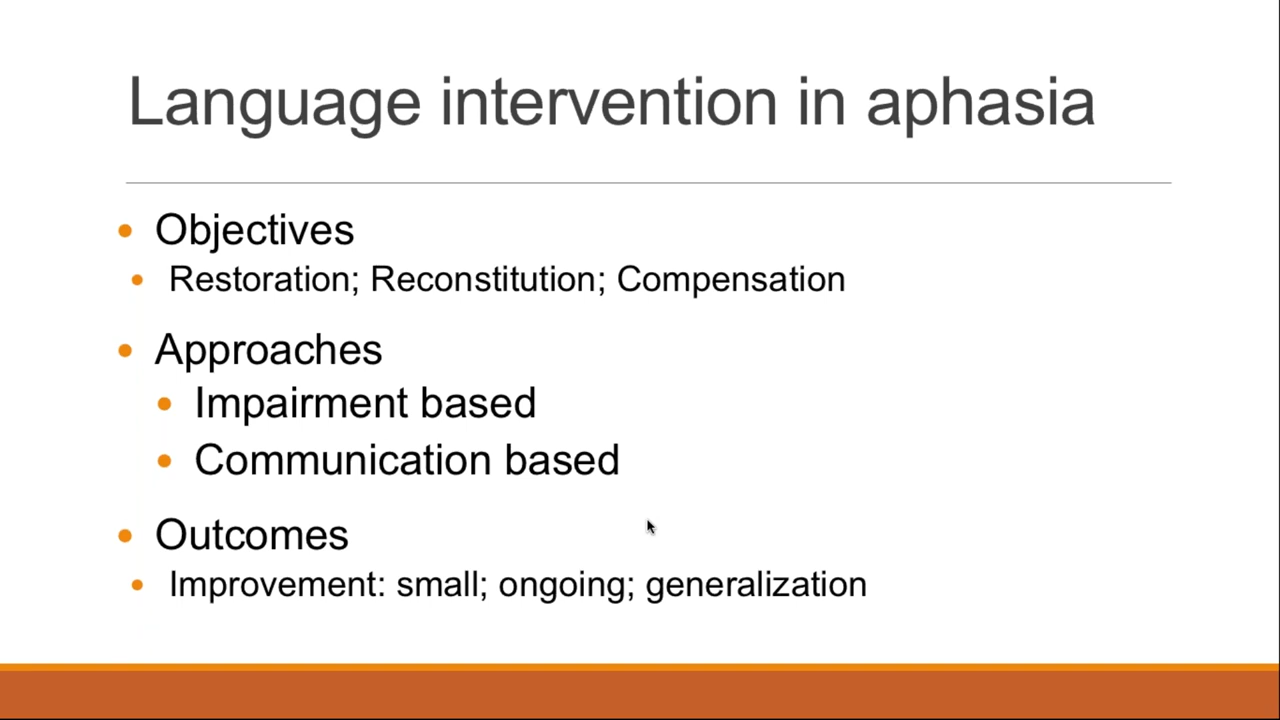 Language intervention in aphasia
• Objectives
• Restoration; Reconstitution; Compensation
• Approaches
• Impairment based
• Communication based
• Outcomes
• Improvement: small; ongoing; generalization